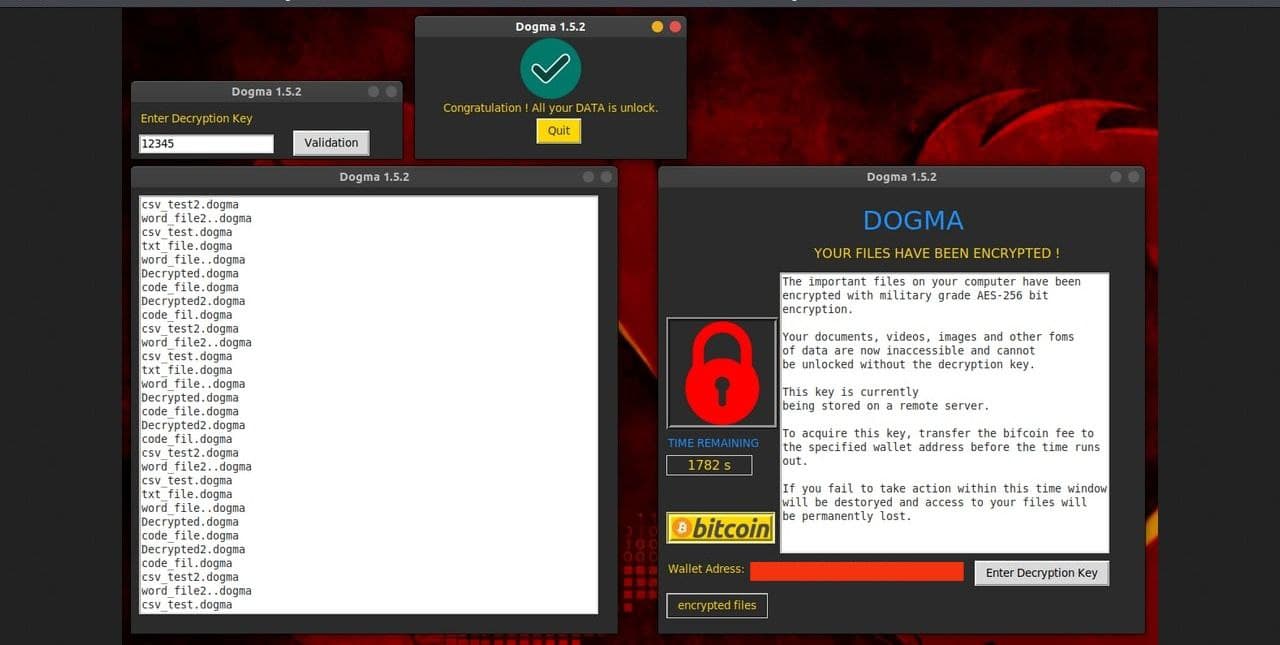 Dogma 1.5.2
Congratulation ! All your DATA is unlock.
Quit
Dogma 1.5.2
Enter Decryption Key
12345
Validation
Dogma 1.5.2
csv_test2.dogma
word_file2..dogma
csv_test.dogma
txt_file.dogma
word_file..dogma
Decrypted.dogma
code_file.dogma
Decrypted2.dogma
code_fil.dogma
csv_test2.dogma
word_file2..dogma
csv_test.dogma
txt_file.dogma
word_file..dogma
Decrypted.dogma
code_file.dogma
Decrypted2.dogma
code_fil.dogma
csv_test2.dogma
word_file2..dogma
csv_test.dogma
txt_file.dogma
word_file..dogma
Decrypted.dogma
code_file.dogma
Decrypted2.dogma
code_fil.dogma
csv_test2.dogma
word_file2..dogma
csv_test.dogma
Dogma 1.5.2
DOGMA
YOUR FILES HAVE BEEN ENCRYPTED !
The important files on your computer have been
encrypted with military grade AES-256 bit
encryption.
Your documents, videos, images and other foms
of data are now inaccessible and cannot
be unlocked without the decryption key.
This key is currently
being stored on a remote server.
To acquire this key, transfer the bifcoin fee to
the specified wallet address before the time runs
out.
If you fail to take action within this time window
will be destoryed and access to your files will
be permanently lost.
TIME REMAINING
1782 s
bitcoin
Wallet Adress:
Enter Decryption Key
encrypted files